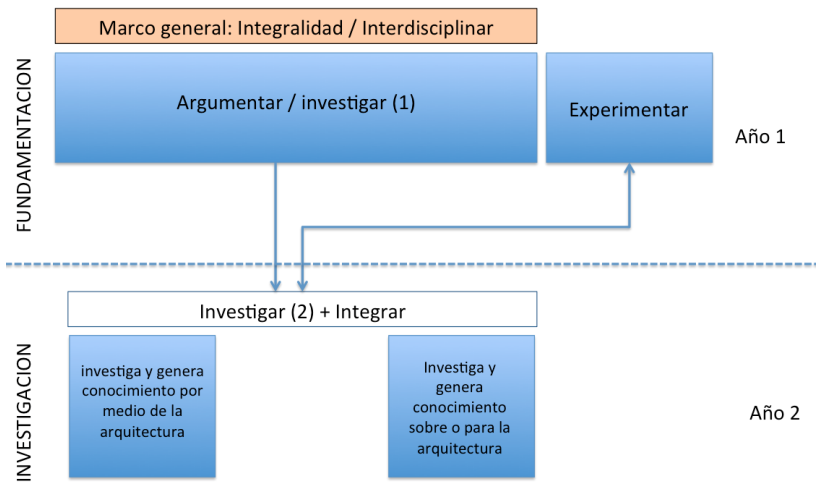 Marco general: Integralidad / Interdisciplinar
FUNDAMENTACION
Argumentar / investigar (1)
Experimentar
Año 1
Investigar (2) + Integrar
INVESTIGACION
investiga y genera
conocimiento por
medio de la
arquitectura
Investiga y
genera
conocimiento
sobre o para la
arquitectura
Año 2